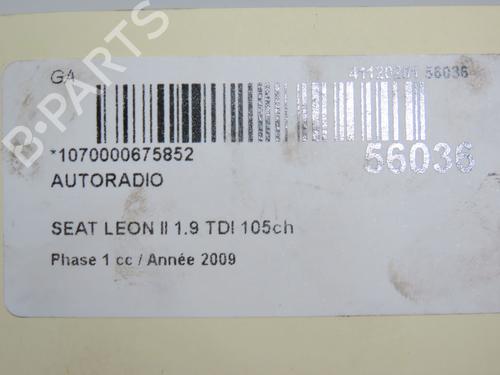 G4
41120201 56036
*1070000675852
56036
AUTORADIO
SEAT LEON II 1.9 TDI 105ch
Phase 1 cc / Année 2009
B-PARTS